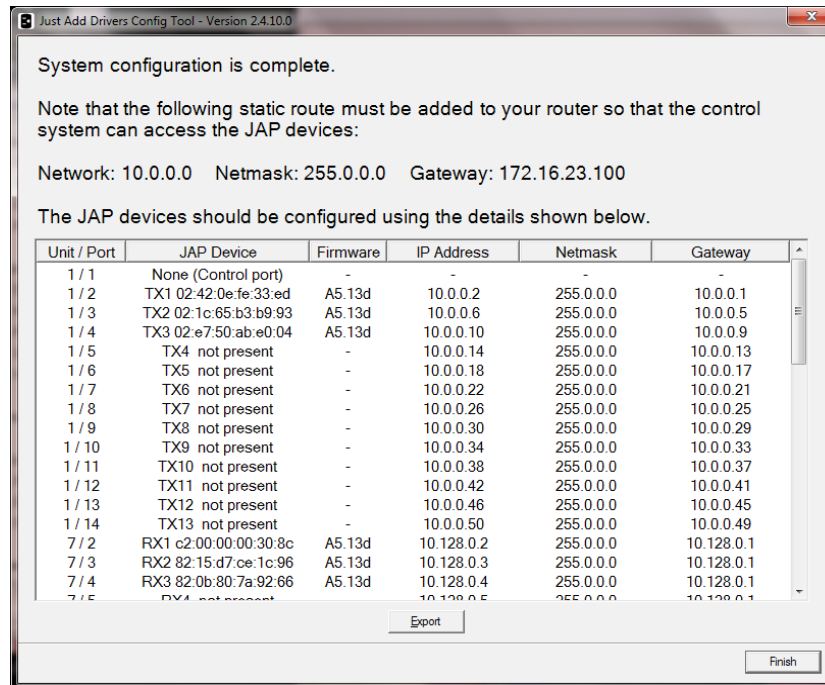 Just Add Drivers Config Tool - Version 2.4.10.0
System configuration is complete.
Note that the following static route must be added to your router so that the control
system can access the JAP devices:
Network: 10.0.0.0 Netmask: 255.0.0.0 Gateway: 172.16.23.100
The JAP devices should be configured using the details shown below.
Unit / Port JAP Device Firmware IP Address Netmask Gateway
1 / 1 None (Control port) - - - -
1 / 2 TX1 02:42:0e:fe:33:ed A5.13d 10.0.0.2 255.0.0.0 10.0.0.1
1 / 3 TX2 02:1c:65:b3:b9:93 A5.13d 10.0.0.6 255.0.0.0 10.0.0.5
1 / 4 TX3 02:e7:50:ab:e0:04 A5.13d 10.0.0.10 255.0.0.0 10.0.0.9
1 / 5 TX4 not present - 10.0.0.14 255.0.0.0 10.0.0.13
1 / 6 TX5 not present - 10.0.0.18 255.0.0.0 10.0.0.17
1 / 7 TX6 not present - 10.0.0.22 255.0.0.0 10.0.0.21
1 / 8 TX7 not present - 10.0.0.26 255.0.0.0 10.0.0.25
1 / 9 TX8 not present - 10.0.0.30 255.0.0.0 10.0.0.29
1 / 10 TX9 not present - 10.0.0.34 255.0.0.0 10.0.0.33
1 / 11 TX10 not present - 10.0.0.38 255.0.0.0 10.0.0.37
1 / 12 TX11 not present - 10.0.0.42 255.0.0.0 10.0.0.41
1 / 13 TX12 not present - 10.0.0.46 255.0.0.0 10.0.0.45
1 / 14 TX13 not present - 10.0.0.50 255.0.0.0 10.0.0.49
7 / 2 RX1 c2:00:00:00:30:8c A5.13d 10.128.0.2 255.0.0.0 10.128.0.1
7 / 3 RX2 82:15:d7:ce:1c:96 A5.13d 10.128.0.3 255.0.0.0 10.128.0.1
7 / 4 RX3 82:0b:80:7a:92:66 A5.13d 10.128.0.4 255.0.0.0 10.128.0.1
7 / 5 RX4 not present 10.128.0.5 255.0.0.0 10.128.0.1
Export
Finish